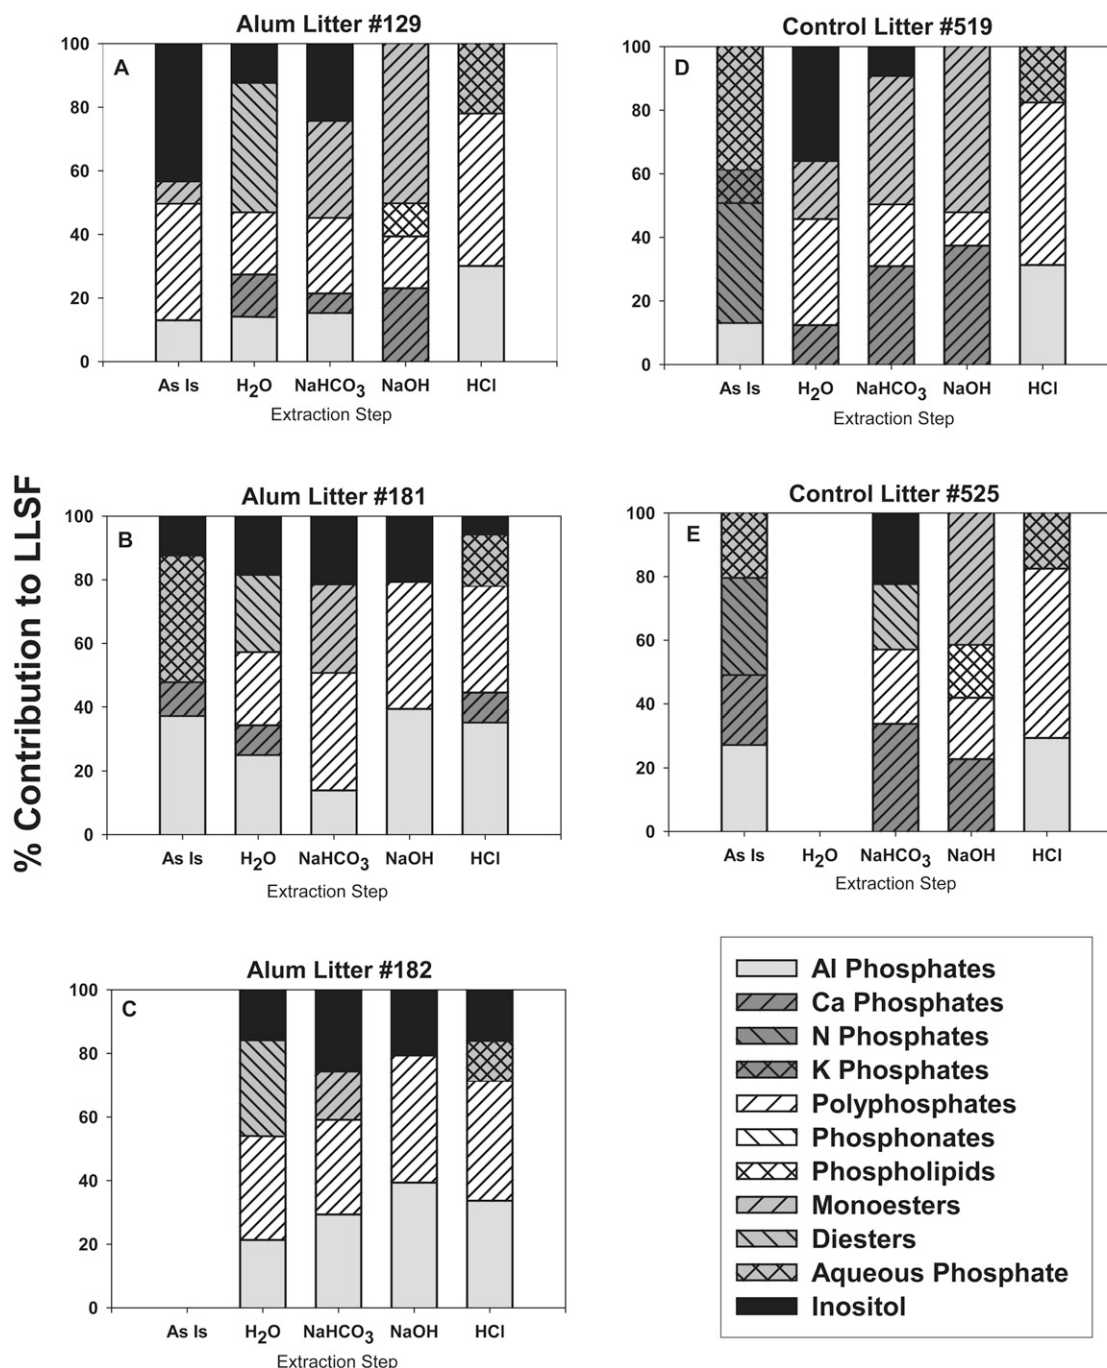 % Contribution to LLSF
Alum Litter #129
A
100
80
60
40
20
0
As Is H2O NaHCO3 NaOH HCl
Extraction Step
Control Litter #519
D
100
80
60
40
20
0
As Is H2O NaHCO3 NaOH HCl
Extraction Step
Alum Litter #181
B
100
80
60
40
20
0
As Is H2O NaHCO3 NaOH HCl
Extraction Step
Control Litter #525
E
100
80
60
40
20
0
As Is H2O NaHCO3 NaOH HCl
Extraction Step
Alum Litter #182
C
100
80
60
40
20
0
As Is H2O NaHCO3 NaOH HCl
Extraction Step
Al Phosphates
Ca Phosphates
N Phosphates
K Phosphates
Polyphosphates
Phosphonates
Phospholipids
Monoesters
Diesters
Aqueous Phosphate
Inositol